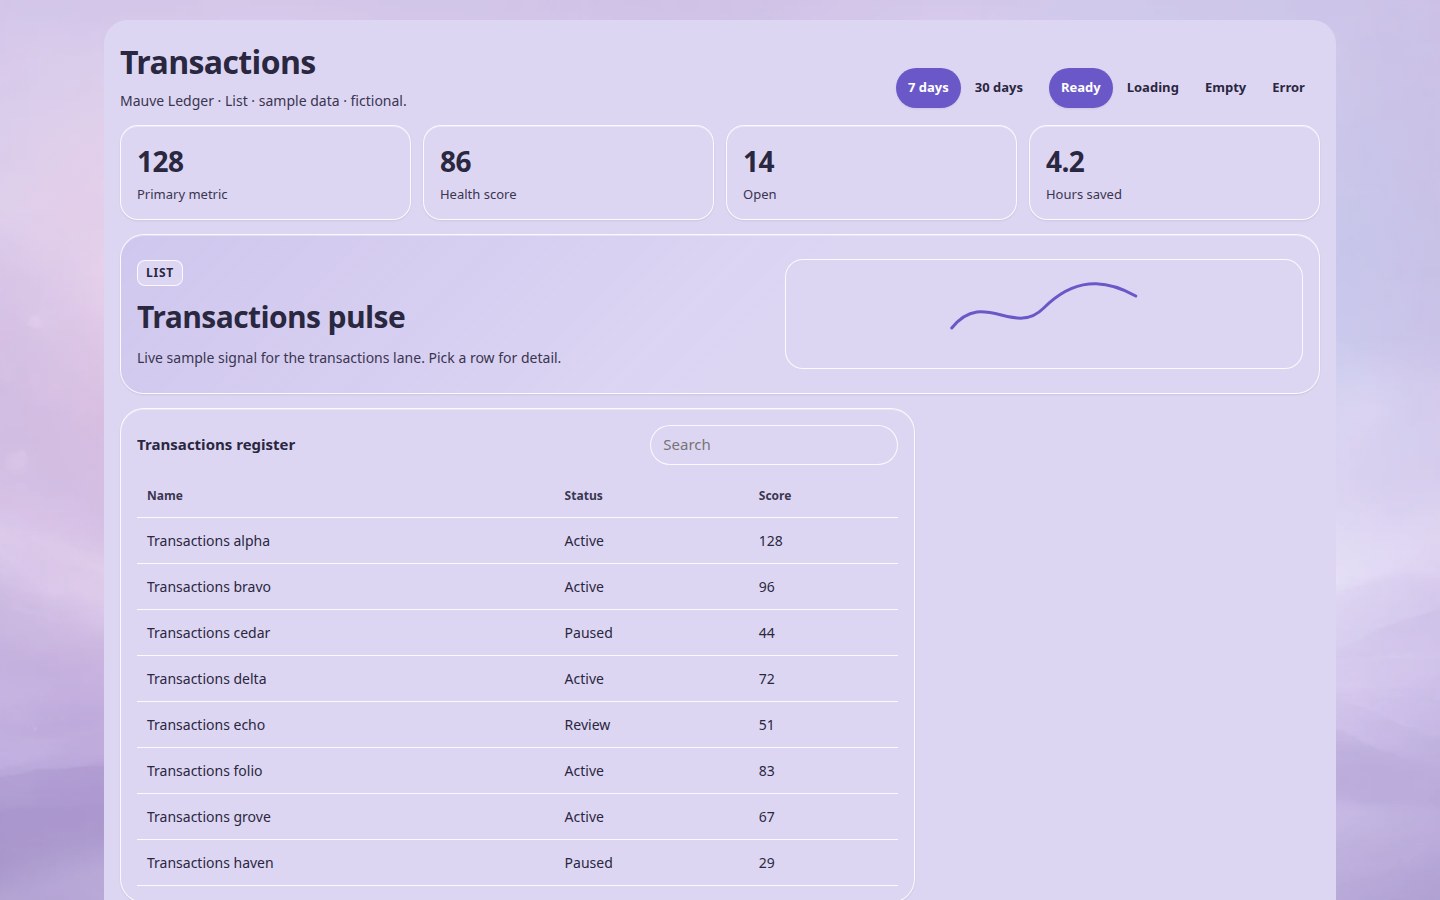 Transactions
Mauve Ledger · List · sample data · fictional.
7 days
30 days
Ready
Loading
Empty
Error
128
Primary metric
86
Health score
14
Open
4.2
Hours saved
LIST
Transactions pulse
Live sample signal for the transactions lane. Pick a row for detail.
Transactions register
Search
Name Status Score
Transactions alpha Active 128
Transactions bravo Active 96
Transactions cedar Paused 44
Transactions delta Active 72
Transactions echo Review 51
Transactions folio Active 83
Transactions grove Active 67
Transactions haven Paused 29